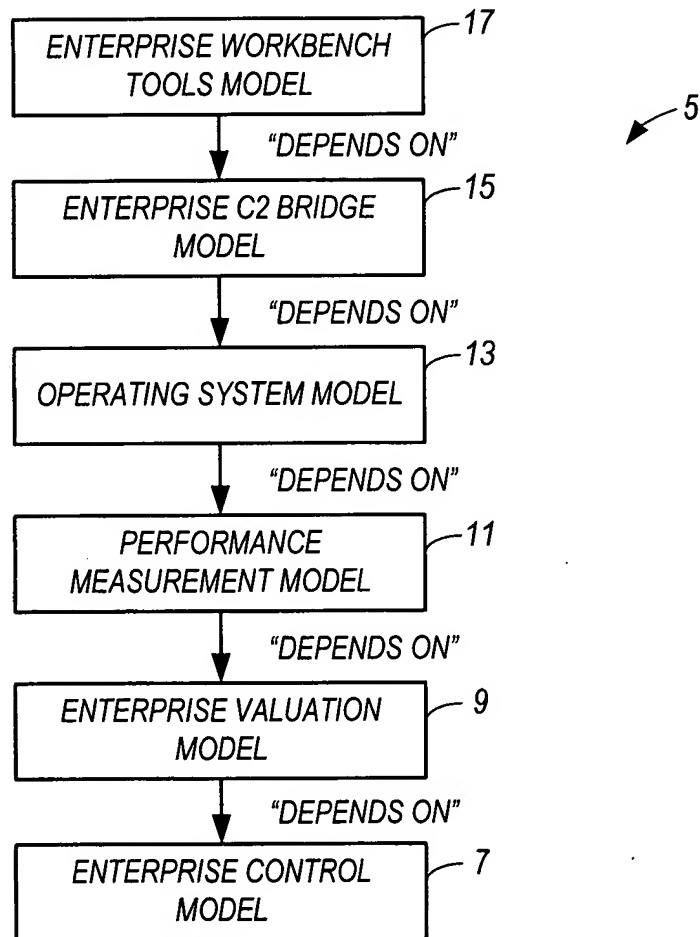 ENTERPRISE WORKBENCH
TOOLS MODEL
17
5
"DEPENDS ON"
ENTERPRISE C2 BRIDGE
MODEL
15
"DEPENDS ON"
OPERATING SYSTEM MODEL
13
"DEPENDS ON"
PERFORMANCE
MEASUREMENT MODEL
11
"DEPENDS ON"
ENTERPRISE VALUATION
MODEL
9
"DEPENDS ON"
ENTERPRISE CONTROL
MODEL
7